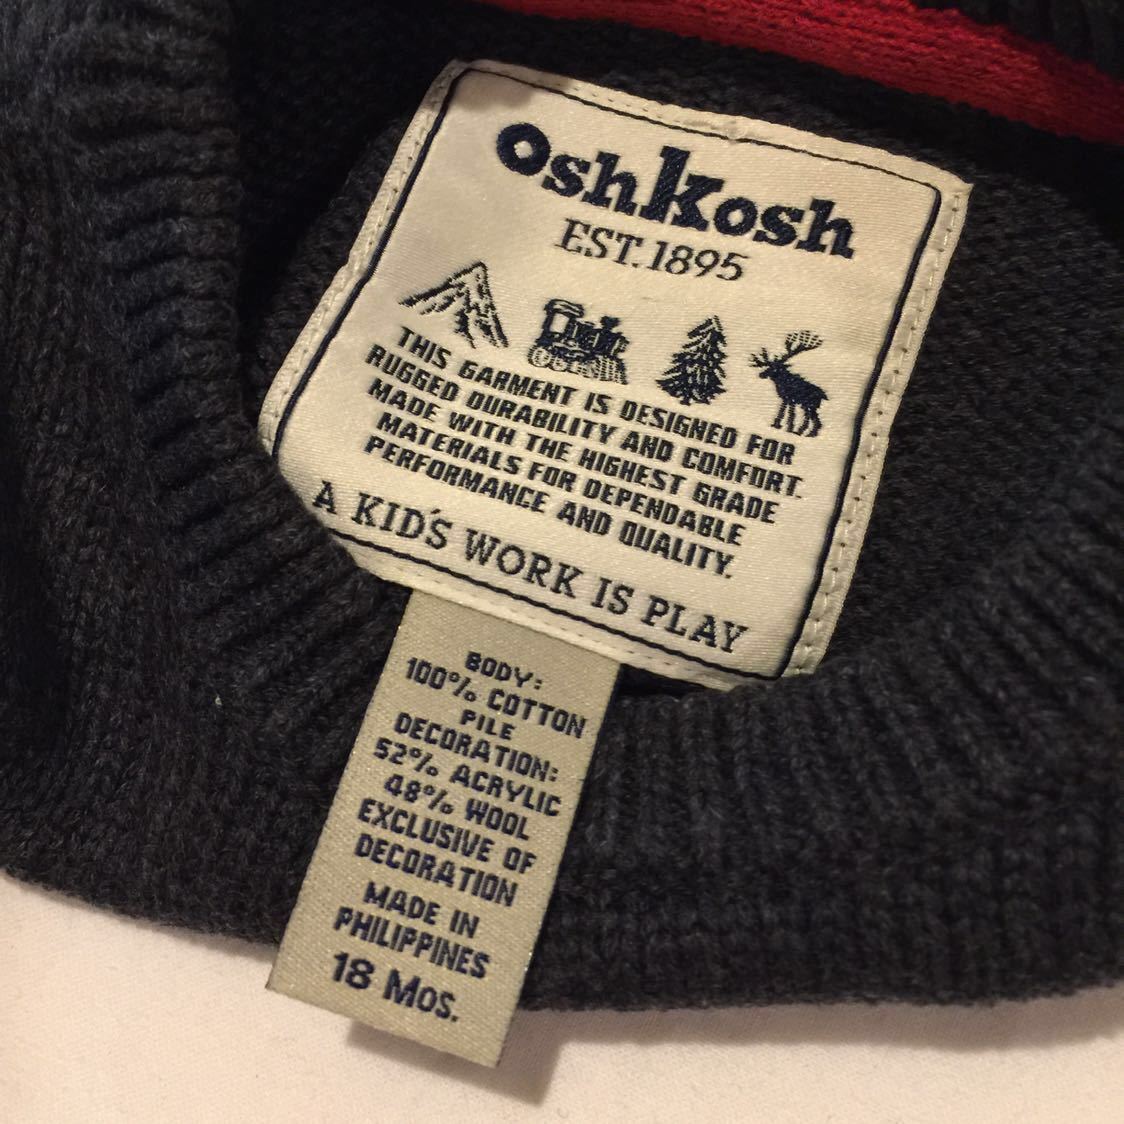 OshKosh
EST.1895
THIS GARMENT IS DESIGNED FOR
RUGGED DURABILITY AND COMFORT.
MADE WITH THE HIGHEST GRADE
MATERIALS FOR DEPENDABLE
PERFORMANCE AND QUALITY.
A KID'S WORK IS PLAY
BODY:
100% COTTON
PILE
DECORATION:
52% ACRYLIC
48% WOOL
EXCLUSIVE OF
DECORATION
MADE IN
PHILIPPINES
18 Mos.